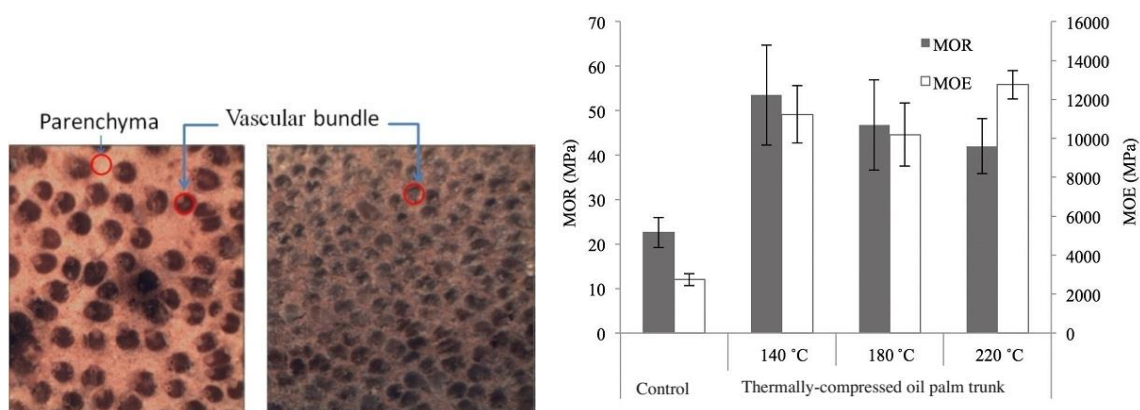 Parenchyma
Vascular bundle
MOR (MPa)
70
60
50
40
30
20
10
0
MOR
MOE
16000
14000
12000
10000
8000
6000
4000
2000
0
MOE (MPa)
140 ˚C
180 ˚C
220 ˚C
Control
Thermally-compressed oil palm trunk